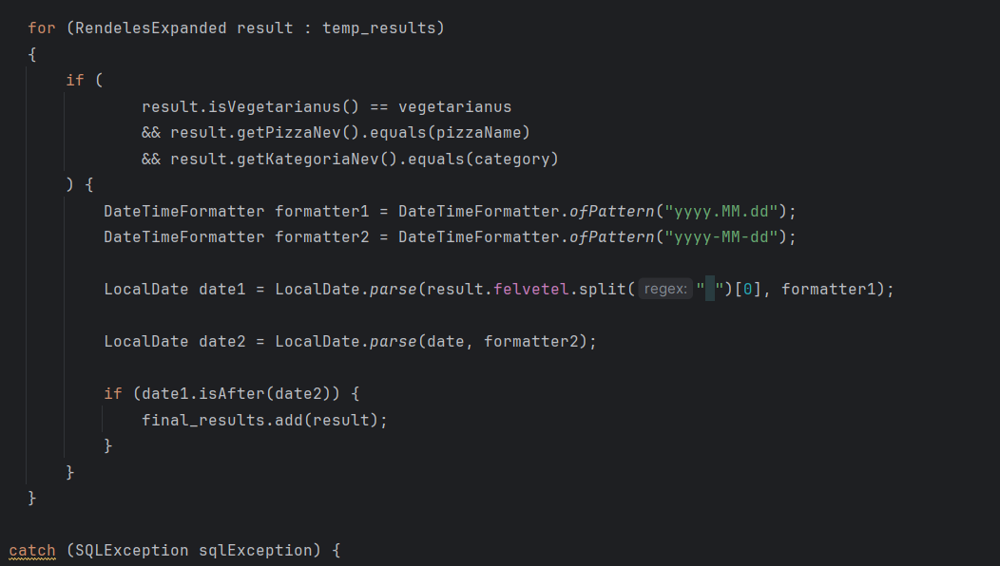 for (RendelesExpanded result : temp_results)
{
if (
result.isVegetarianus() == vegetarianus
&& result.getPizzaNev().equals(pizzaName)
&& result.getKategoriaNev().equals(category)
) {
DateTimeFormatter formatter1 = DateTimeFormatter.ofPattern("yyyy.MM.dd");
DateTimeFormatter formatter2 = DateTimeFormatter.ofPattern("yyyy-MM-dd");
LocalDate date1 = LocalDate.parse(result.felvetel.split( regex: " ")[0], formatter1);
LocalDate date2 = LocalDate.parse(date, formatter2);
if (date1.isAfter(date2)) {
final_results.add(result);
}
}
}
catch (SQLException sqlException) {